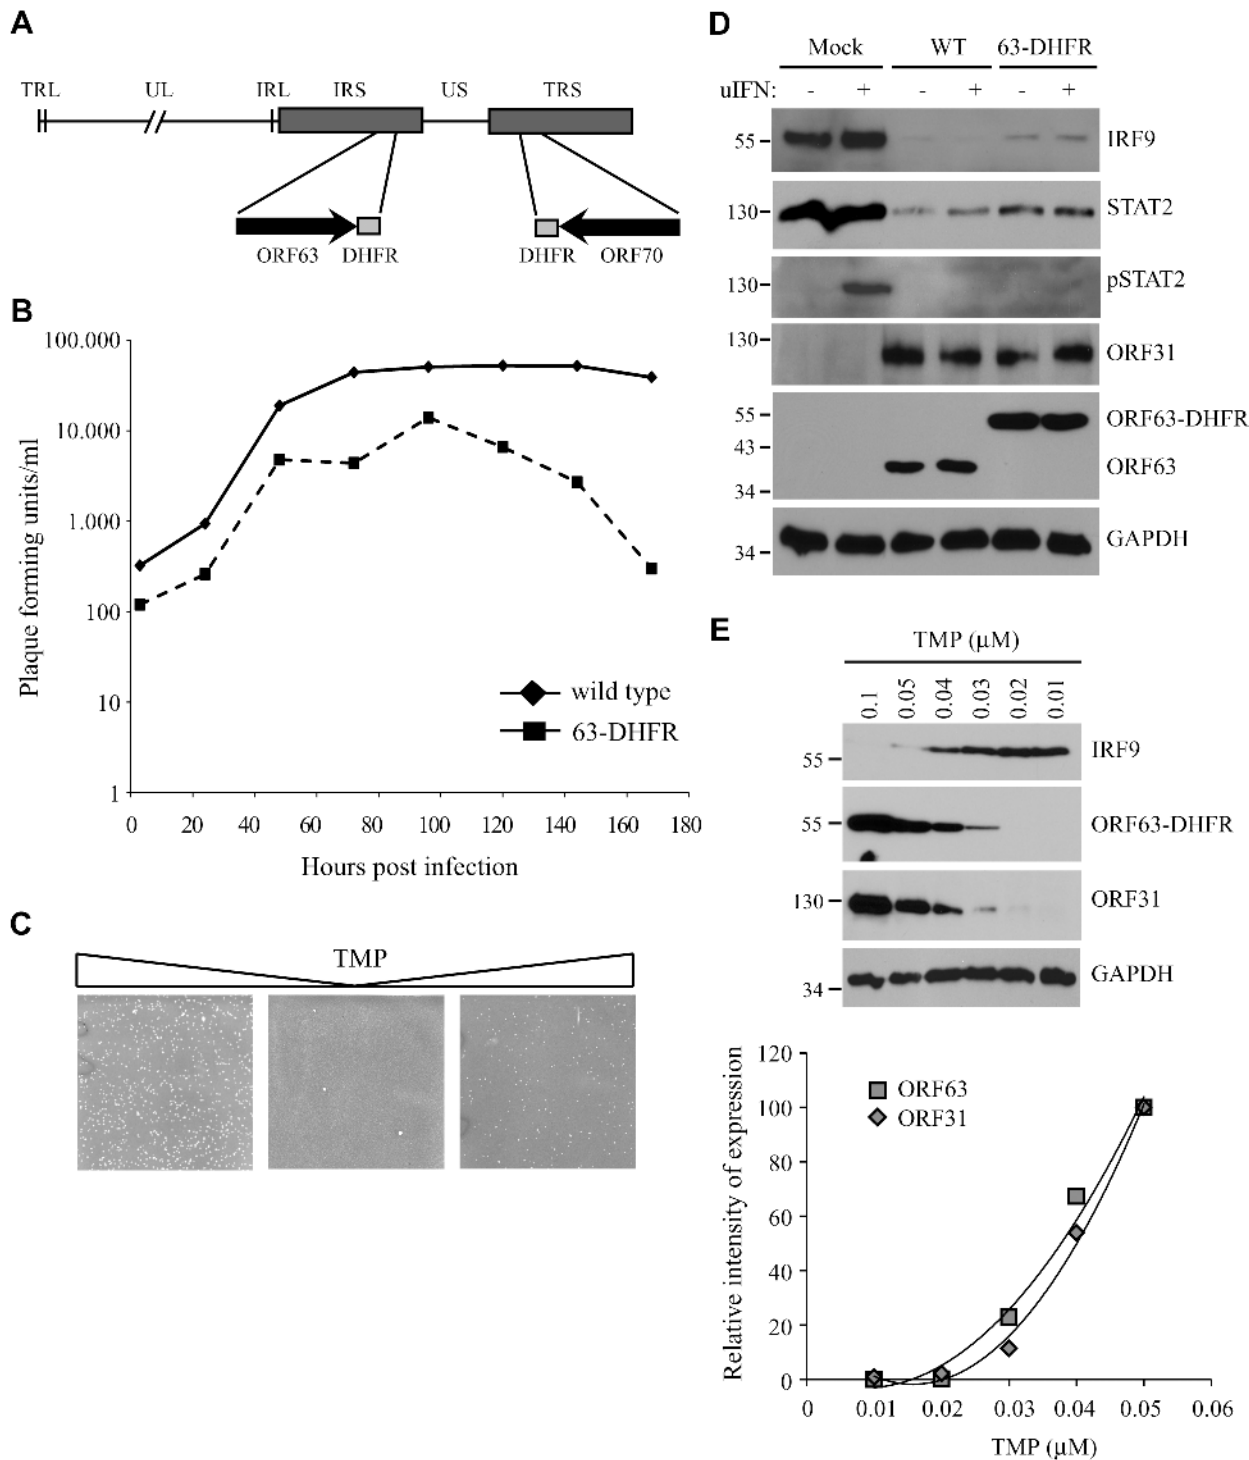 A
TRL UL IRL IRS US TRS
ORF63 DHFR DHFR ORF70
B
100.000
10.000
1.000
100
10
1
Plaque forming units/ml
wild type
63-DHFR
0 20 40 60 80 100 120 140 160 180
Hours post infection
C
TMP
D
Mock WT 63-DHFR
uIFN: - + - + - +
55 IRF9
130 STAT2
130 pSTAT2
130 ORF31
55 ORF63-DHFR
43
ORF63
34
34 GAPDH
E
TMP (µM)
0.1 0.05 0.04 0.03 0.02 0.01
55 IRF9
55 ORF63-DHFR
130 ORF31
34 GAPDH
Relative intensity of expression
120
100
80
60
40
20
0
ORF63
ORF31
0 0.01 0.02 0.03 0.04 0.05 0.06
TMP (µM)